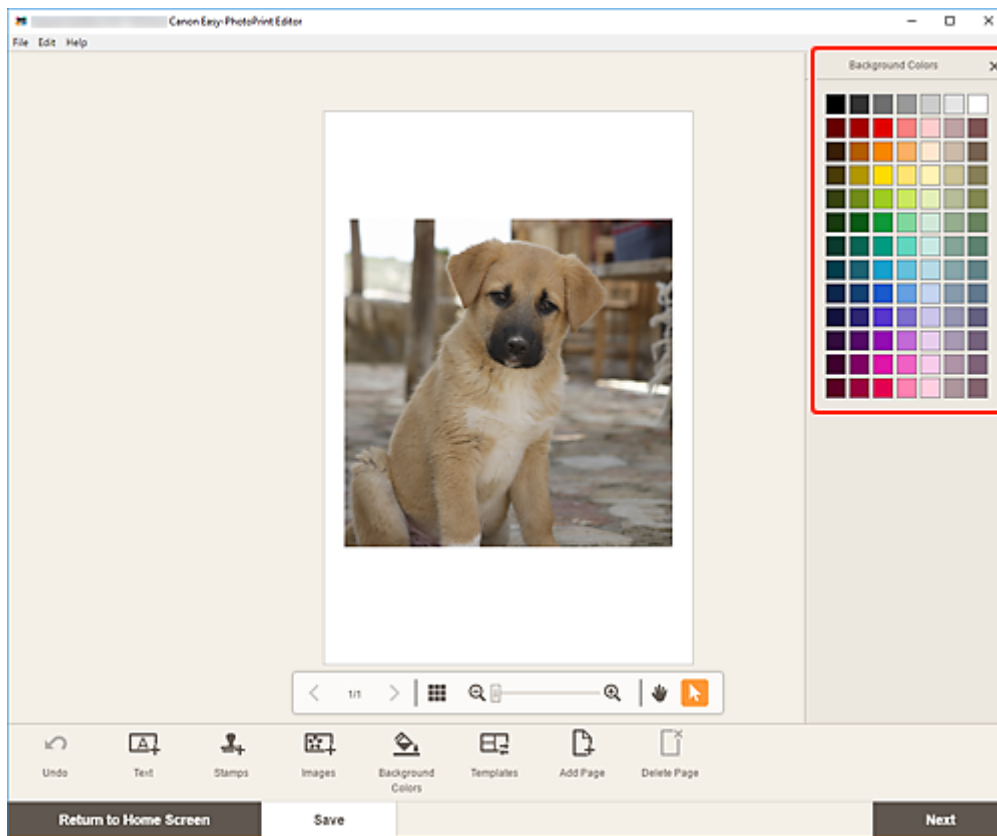 Canon Easy-PhotoPrint Editor
File Edit Help
Background Colors
1/1
Undo
Text
Stamps
Images
Background
Colors
Templates
Add Page
Delete Page
Return to Home Screen
Save
Next